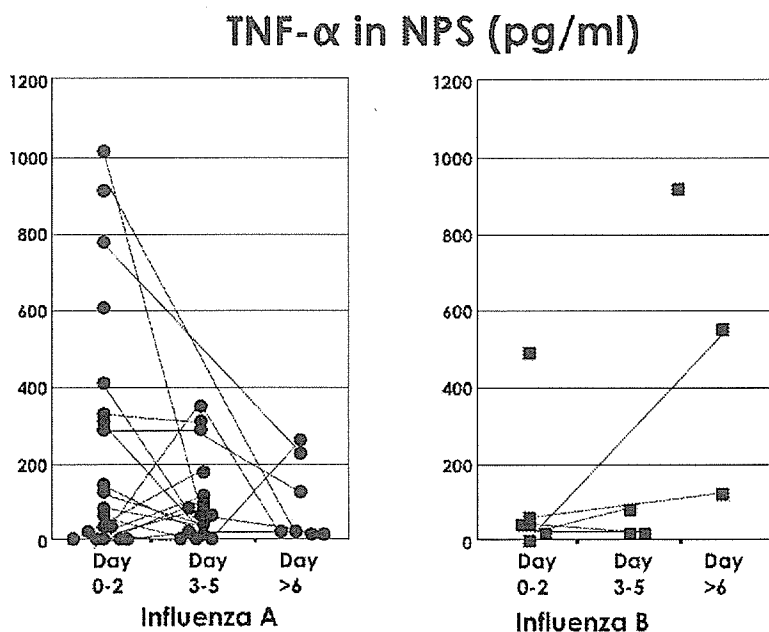 TNF-α in NPS (pg/ml)
1200
1000
800
600
400
200
0
Day
0-2
Day
3-5
Day
>6
Influenza A
1200
1000
800
600
400
200
0
Day
0-2
Day
3-5
Day
>6
Influenza B